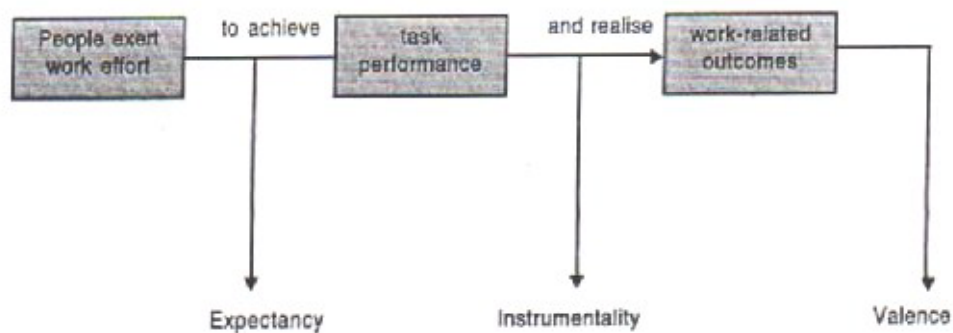 People exert
work effort
to achieve
task
performance
and realise
work-related
outcomes
Expectancy
Instrumentality
Valence